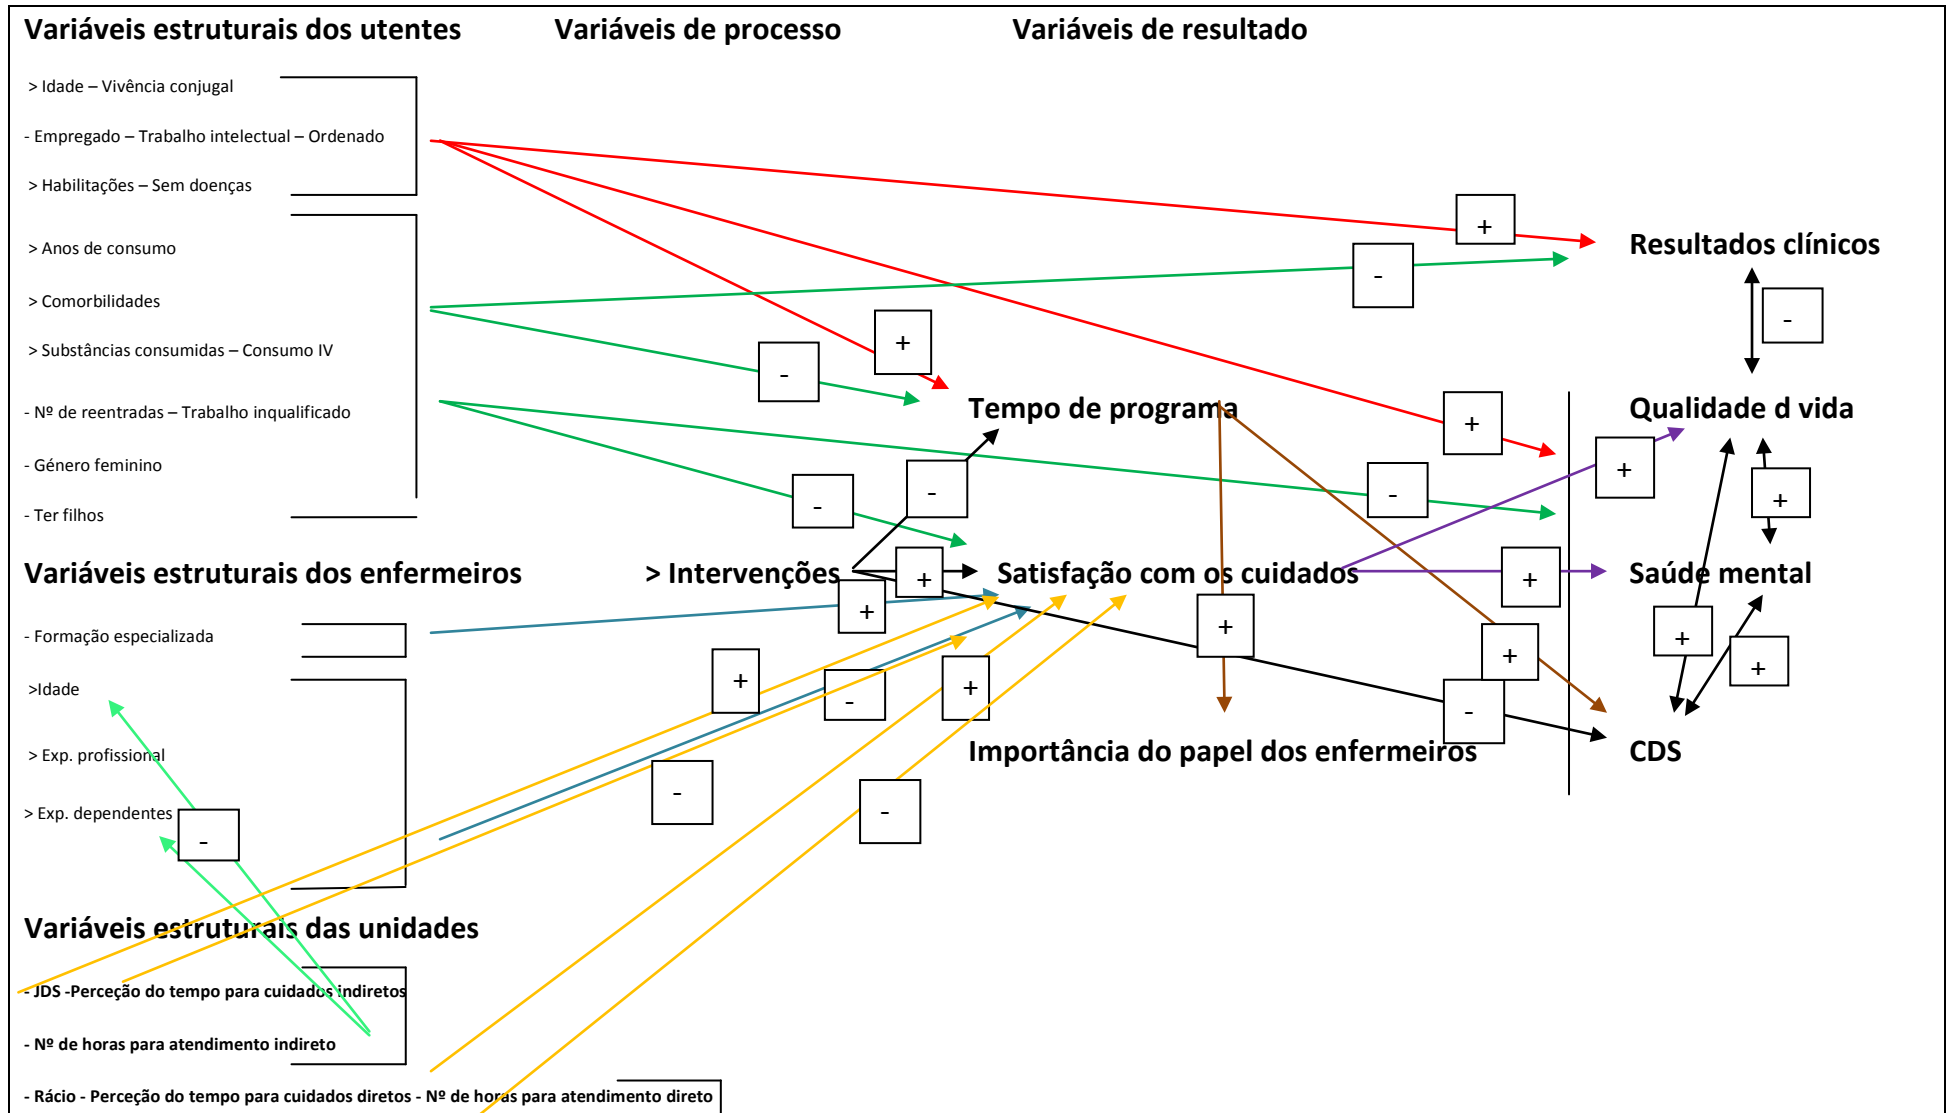 Variáveis estruturais dos utentes Variáveis de processo Variáveis de resultado
> Idade – Vivência conjugal
- Empregado – Trabalho intelectual – Ordenado
> Habilitações – Sem doenças
+
> Anos de consumo
Resultados clínicos
-
> Comorbilidades
-
+
> Substâncias consumidas – Consumo IV
-
- Nº de reentradas – Trabalho inqualificado
Tempo de programa
+
Qualidade d vida
- Género feminino
-
-
+
+
- Ter filhos
-
Variáveis estruturais dos enfermeiros
> Intervenções
+
Satisfação com os cuidados
+
Saúde mental
+
- Formação especializada
+
+
+
+
>Idade
+
-
+
-
> Exp. profissional
Importância do papel dos enfermeiros
CDS
-
-
> Exp. dependentes
-
Variáveis estruturais das unidades
- JDS -Perceção do tempo para cuidados indiretos
- Nº de horas para atendimento indireto
- Rácio - Perceção do tempo para cuidados diretos - Nº de horas para atendimento direto